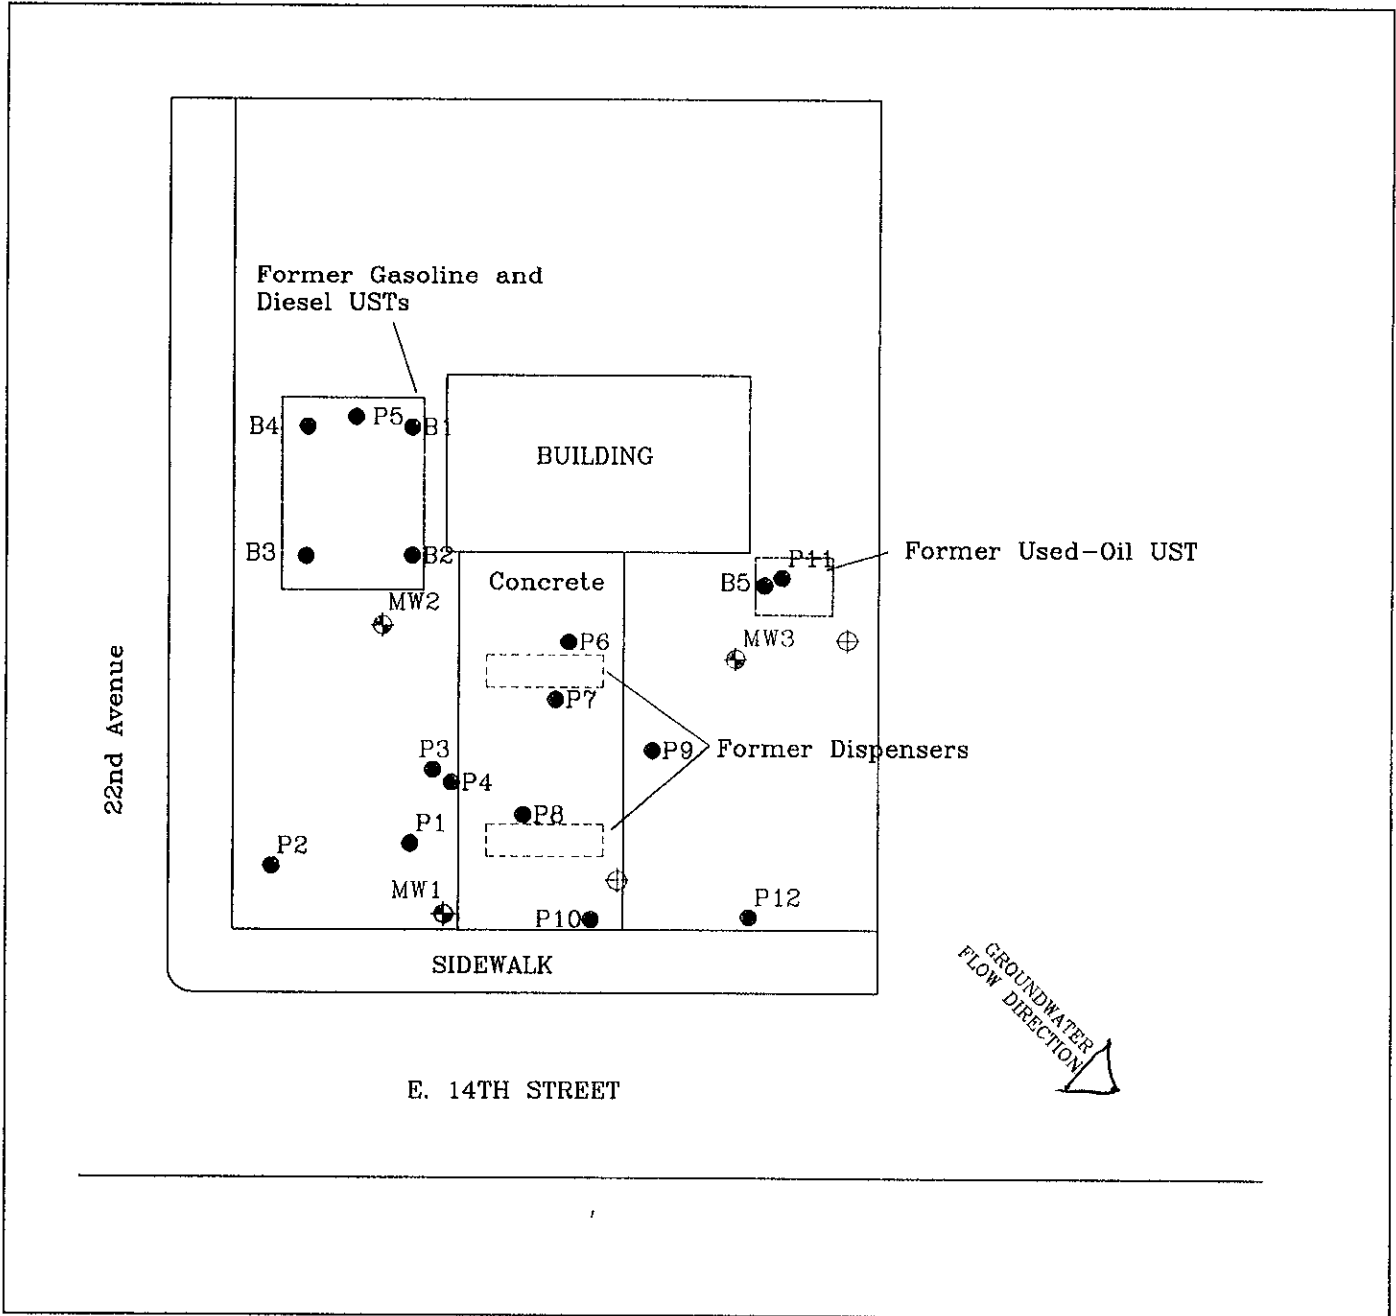 Former Gasoline and
Diesel USTs
B4
P5
B1
BUILDING
B3
B2
Concrete
P11
B5
Former Used-Oil UST
MW2
P6
MW3
22nd Avenue
P7
P3
P4
P9
Former Dispensers
P8
P1
P2
MW1
P10
P12
SIDEWALK
GROUNDWATER
FLOW DIRECTION
E. 14TH STREET